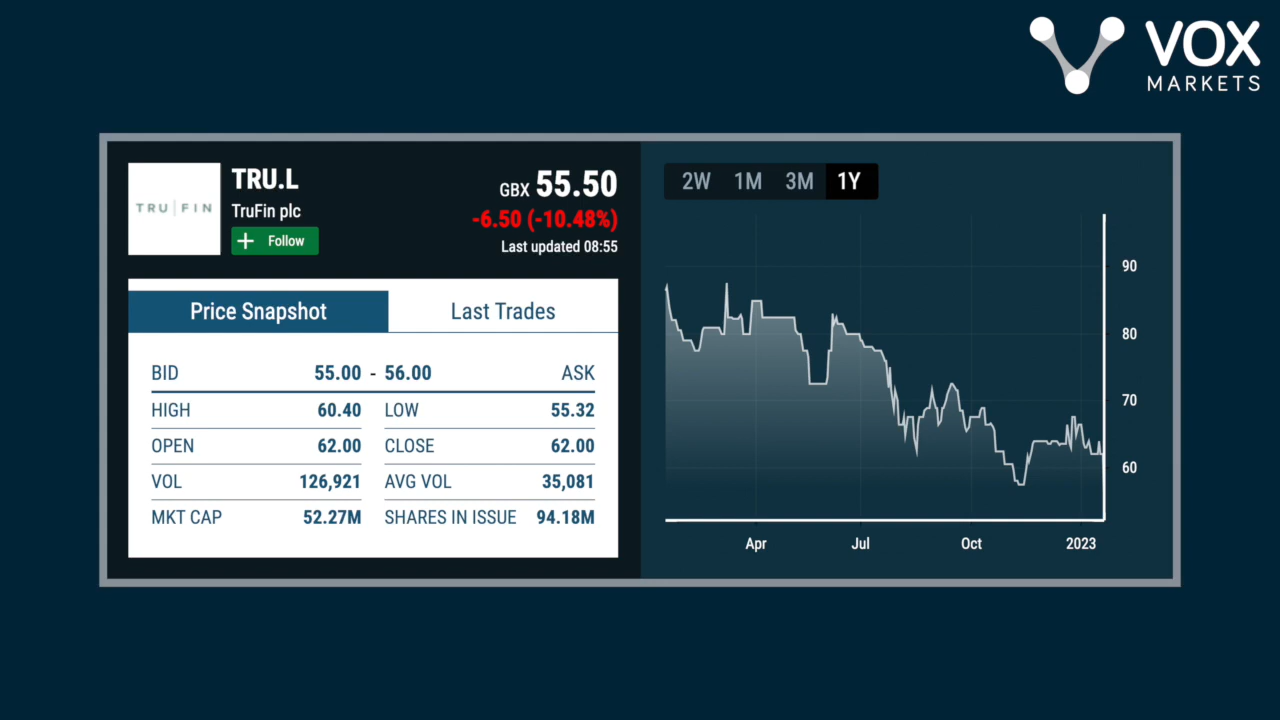 VOX
MARKETS
TRU|FIN
TRU.L
TruFin plc
+ Follow
GBX 55.50
-6.50 (-10.48%)
Last updated 08:55
Price Snapshot
Last Trades
BID 55.00 - 56.00 ASK
HIGH 60.40 LOW 55.32
OPEN 62.00 CLOSE 62.00
VOL 126,921 AVG VOL 35,081
MKT CAP 52.27M SHARES IN ISSUE 94.18M
2W 1M 3M 1Y
90
80
70
60
Apr Jul Oct 2023